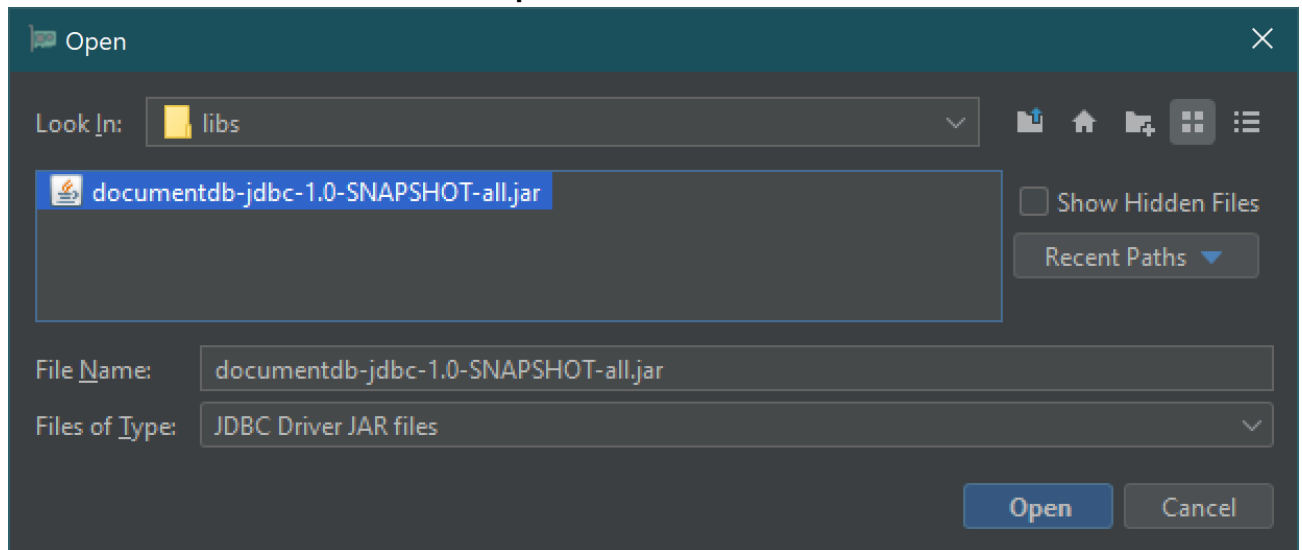 Open
Look In: libs
documentdb-jdbc-1.0-SNAPSHOT-all.jar
Show Hidden Files
Recent Paths
File Name: documentdb-jdbc-1.0-SNAPSHOT-all.jar
Files of Type: JDBC Driver JAR files
Open Cancel